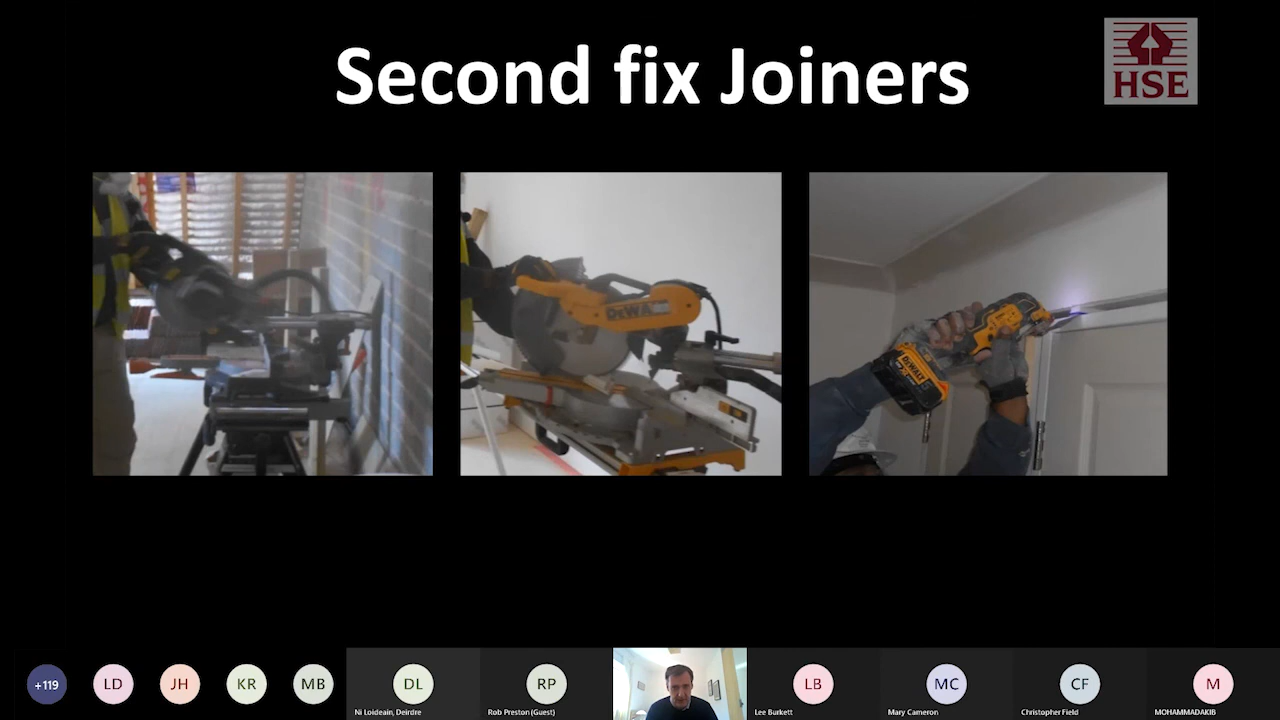 Second fix Joiners
HSE
DEWALT
DEWALT
+119
LD
JH
KR
MB
DL
RP
LB
MC
CF
M
Ni Loideain, Deirdre
Rob Preston (Guest)
Lee Burkett
Mary Cameron
Christopher Field
MOHAMMADAKIB